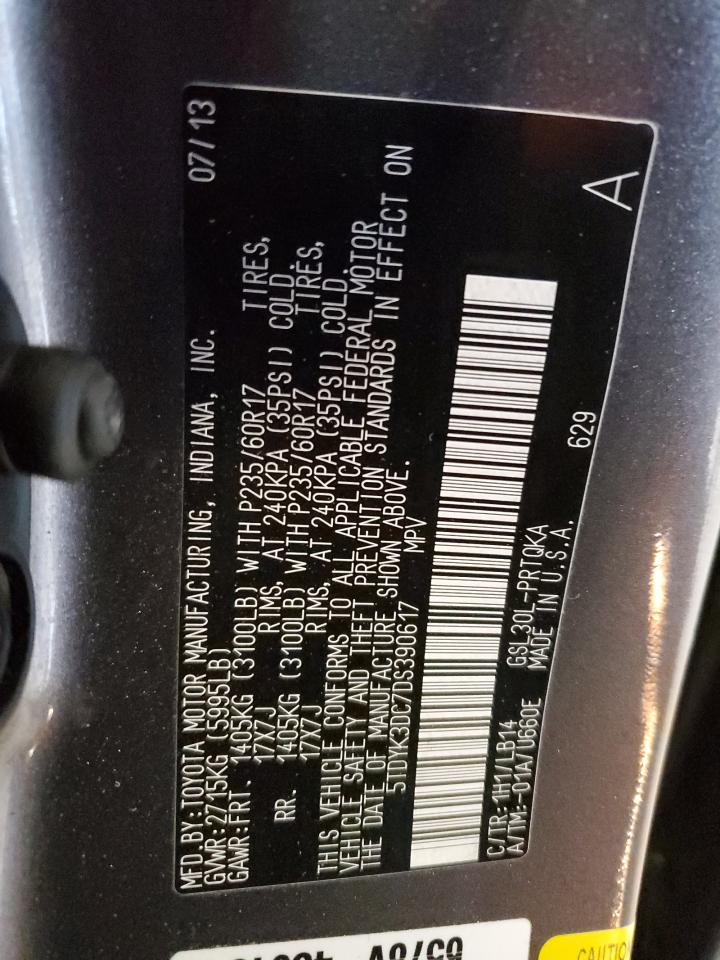 MFD.BY:TOYOTA MOTOR MANUFACTURING, INDIANA, INC. 07/13
GVWR:2715KG (5995LB)
GAWR:FRT. 1405KG (3100LB) WITH P235/60R17 TIRES,
17X7J RIMS, AT 240KPA (35PSI) COLD.
RR. 1405KG (3100LB) WITH P235/60R17 TIRES,
17X7J RIMS, AT 240KPA (35PSI) COLD.
THIS VEHICLE CONFORMS TO ALL APPLICABLE FEDERAL MOTOR
VEHICLE SAFETY AND THEFT PREVENTION STANDARDS IN EFFECT ON
THE DATE OF MANUFACTURE SHOWN ABOVE.
5TDYK3DC7DS390617 MPV
C/TR:1H1/LB14 GSL30L-PRTQKA 629
A/TM:-01A/U660E MADE IN U.S.A.
A
CAUTIO